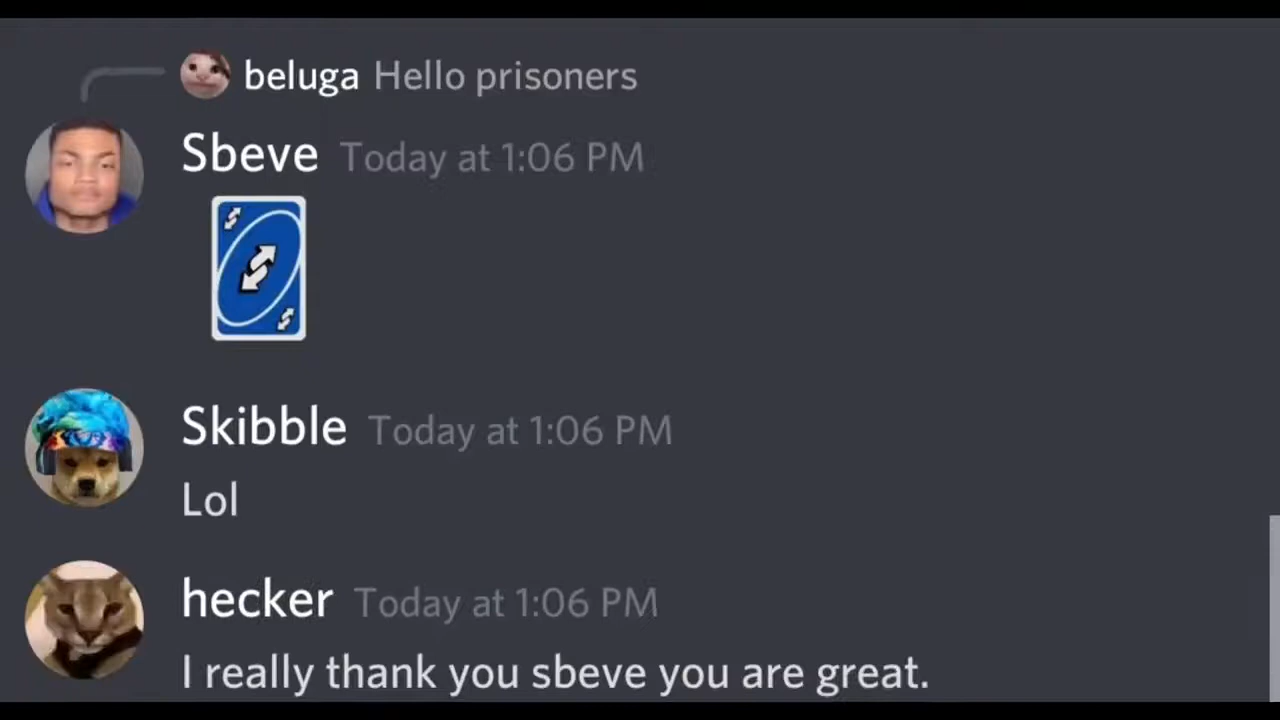 beluga Hello prisoners
Sbeve Today at 1:06 PM
Skibble Today at 1:06 PM
Lol
hecker Today at 1:06 PM
I really thank you sbeve you are great.